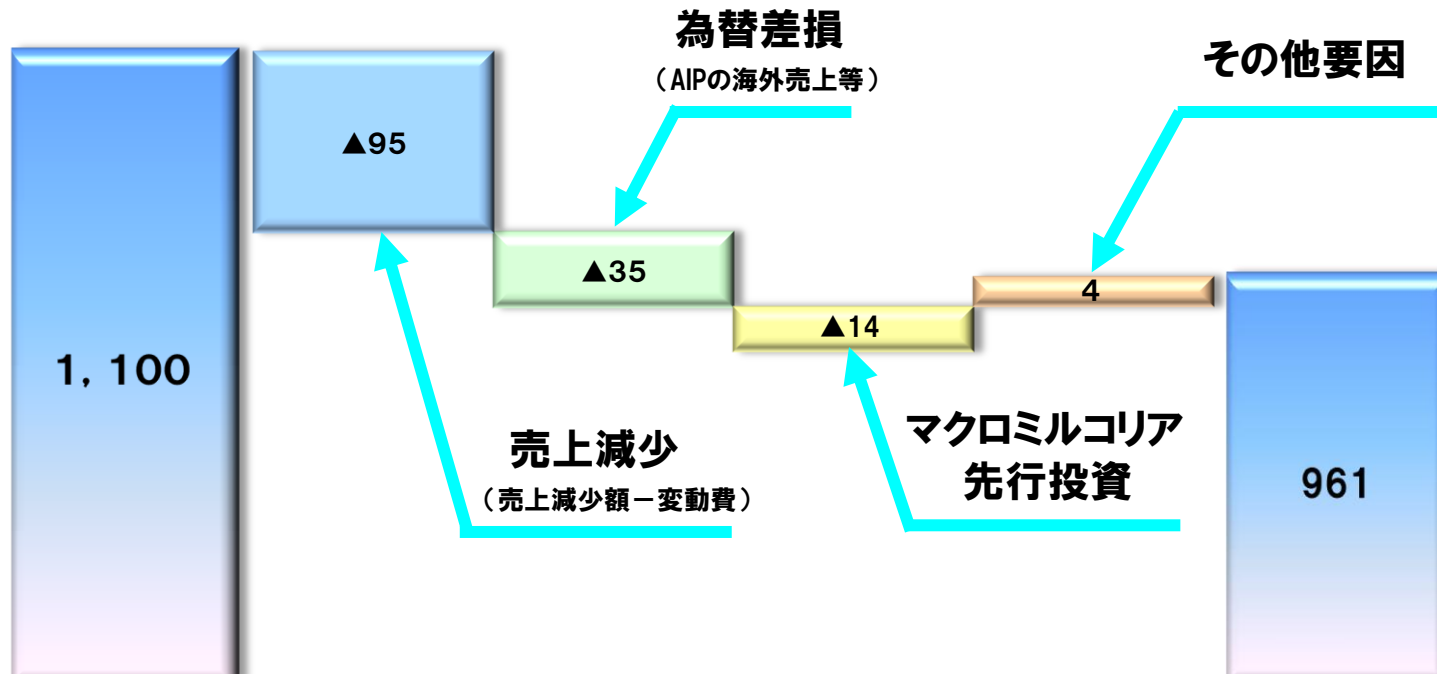 為替差損
（AIPの海外売上等）
その他要因
▲95
▲35
4
▲14
1，100
売上減少
（売上減少額－変動費）
マクロミルコリア
先行投資
961